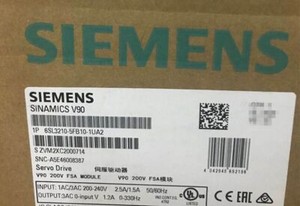 SIEMENS
SIEMENS
SINAMICS V90
1P 6SL3210-5FB10-1UA2
S ZVM2XC2000714
SNC-A5E46008387
Servo Drive 伺服驱动器
V90 200V FSA MODULE V90 200V FSA模块
INPUT: 1AC/3AC 200-240V 2.5A/1.5A 50/60Hz
OUTPUT: 3AC 0-input V 1.2A 0-330Hz